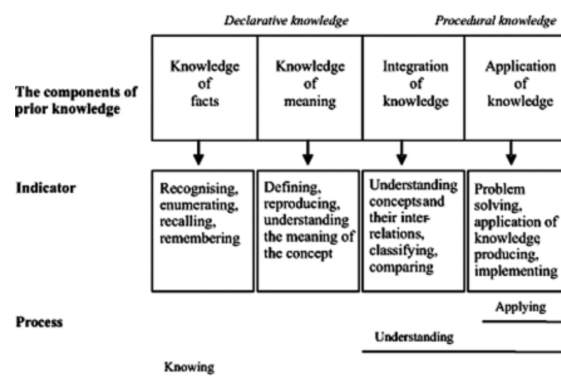 Declarative knowledge Procedural knowledge
The components of
prior knowledge
Knowledge
of
facts
Knowledge
of
meaning
Integration
of
knowledge
Application
of
knowledge
Indicator
Recognising,
enumerating,
recalling,
remembering
Defining,
reproducing,
understanding
the meaning of
the concept
Understanding
concepts and
their inter-
relations,
classifying,
comparing
Problem
solving,
application of
knowledge
producing,
implementing
Process
Applying
Understanding
Knowing